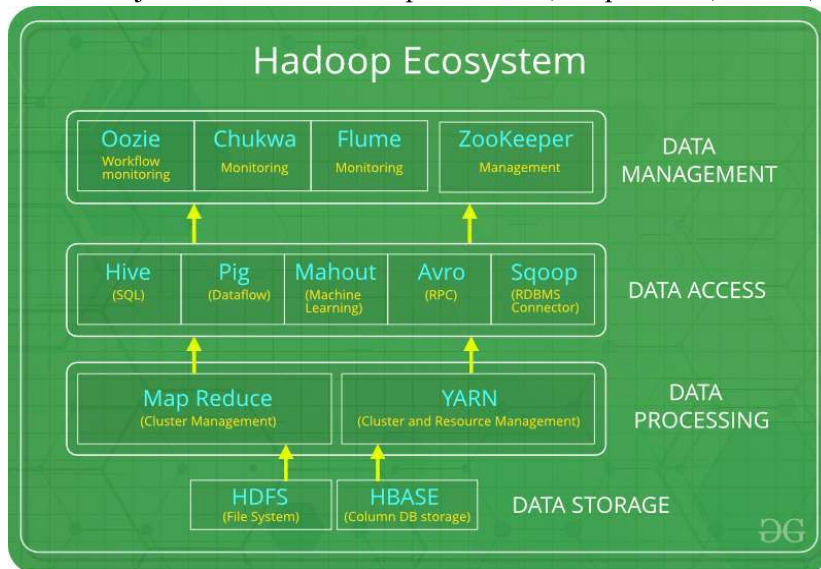 Hadoop Ecosystem
Oozie
Workflow
monitoring
Chukwa
Monitoring
Flume
Monitoring
ZooKeeper
Management
DATA
MANAGEMENT
Hive
(SQL)
Pig
(Dataflow)
Mahout
(Machine
Learning)
Avro
(RPC)
Sqoop
(RDBMS
Connector)
DATA ACCESS
Map Reduce
(Cluster Management)
YARN
(Cluster and Resource Management)
DATA
PROCESSING
HDFS
(File System)
HBASE
(Column DB storage)
DATA STORAGE